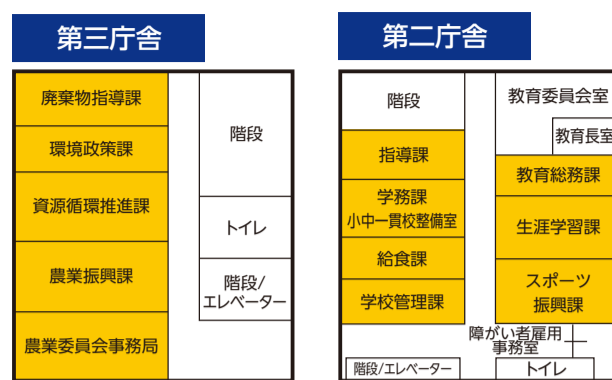 第三庁舎
廃棄物指導課
環境政策課
資源循環推進課
農業振興課
農業委員会事務局
階段
トイレ
階段/
エレベーター
第二庁舎
階段
指導課
学務課
小中一貫校整備室
給食課
学校管理課
階段/エレベーター
教育委員会室
教育長室
教育総務課
生涯学習課
スポーツ
振興課
障がい者雇用
事務室
トイレ